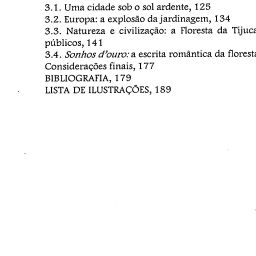 3.1. Uma cidade sob o sol ardente, 125
3.2. Europa: a explosão da jardinagem, 134
3.3. Natureza e civilização: a Floresta da Tijuca
públicos, 141
3.4. Sonhos d'ouro: a escrita romântica da floresta
Considerações finais, 177
BIBLIOGRAFIA, 179
LISTA DE ILUSTRAÇÕES, 189